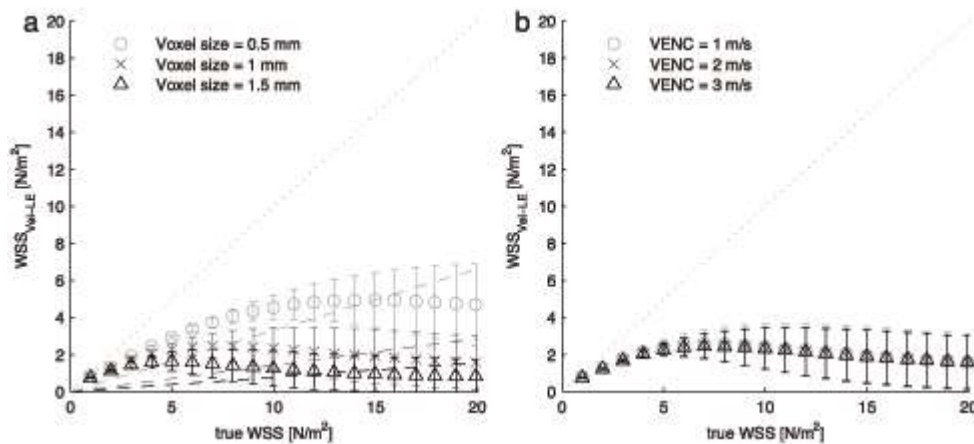 a
Voxel size = 0.5 mm
Voxel size = 1 mm
Voxel size = 1.5 mm
WSS_Vel-LE [N/m²]
20
18
16
14
12
10
8
6
4
2
0
0 5 10 15 20
true WSS [N/m²]
b
VENC = 1 m/s
VENC = 2 m/s
VENC = 3 m/s
WSS_Vel-LE [N/m²]
20
18
16
14
12
10
8
6
4
2
0
0 5 10 15 20
true WSS [N/m²]